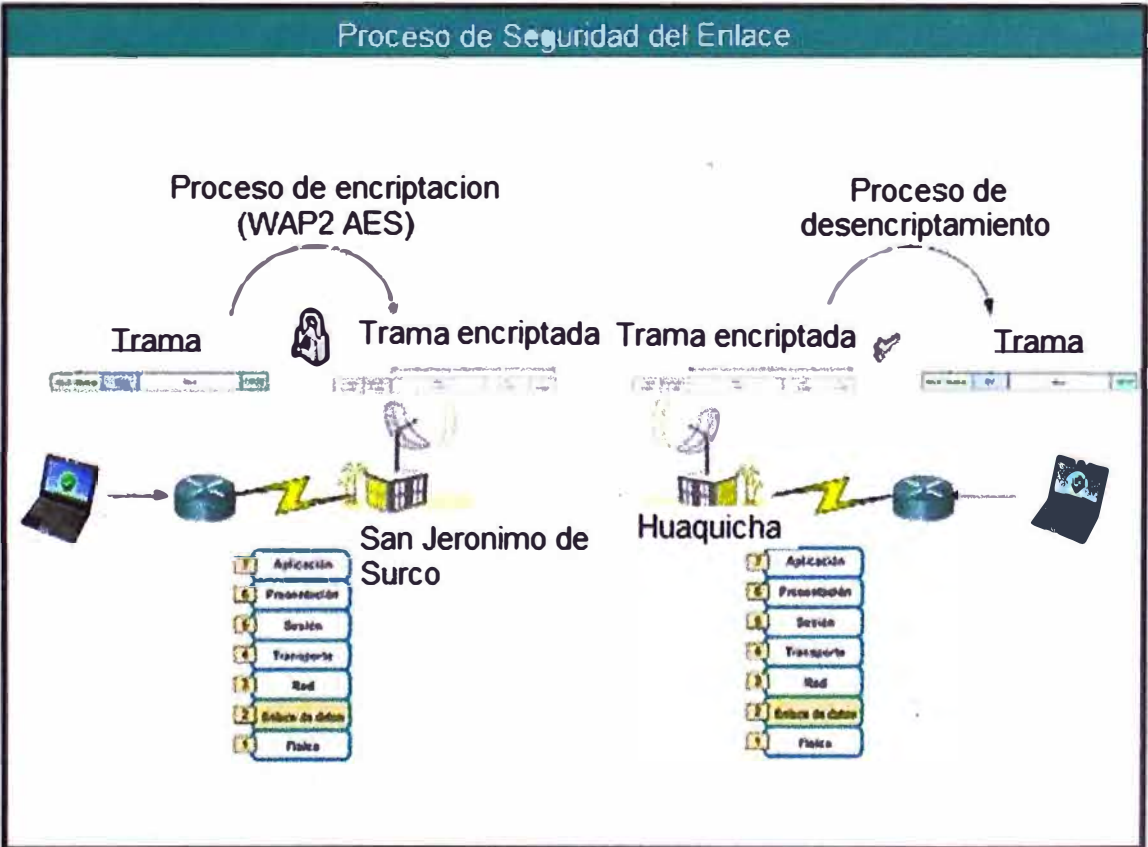 Proceso de Seguridad del Enlace
Proceso de encriptacion
(WAP2 AES)
Proceso de
desencriptamiento
Trama
Trama encriptada
Trama encriptada
Trama
San Jeronimo de
Surco
Huaquicha
7 Aplicación
6 Presentación
5 Sesión
4 Transporte
3 Red
2 Enlace de datos
1 Física
7 Aplicación
6 Presentación
5 Sesión
4 Transporte
3 Red
2 Enlace de datos
1 Física